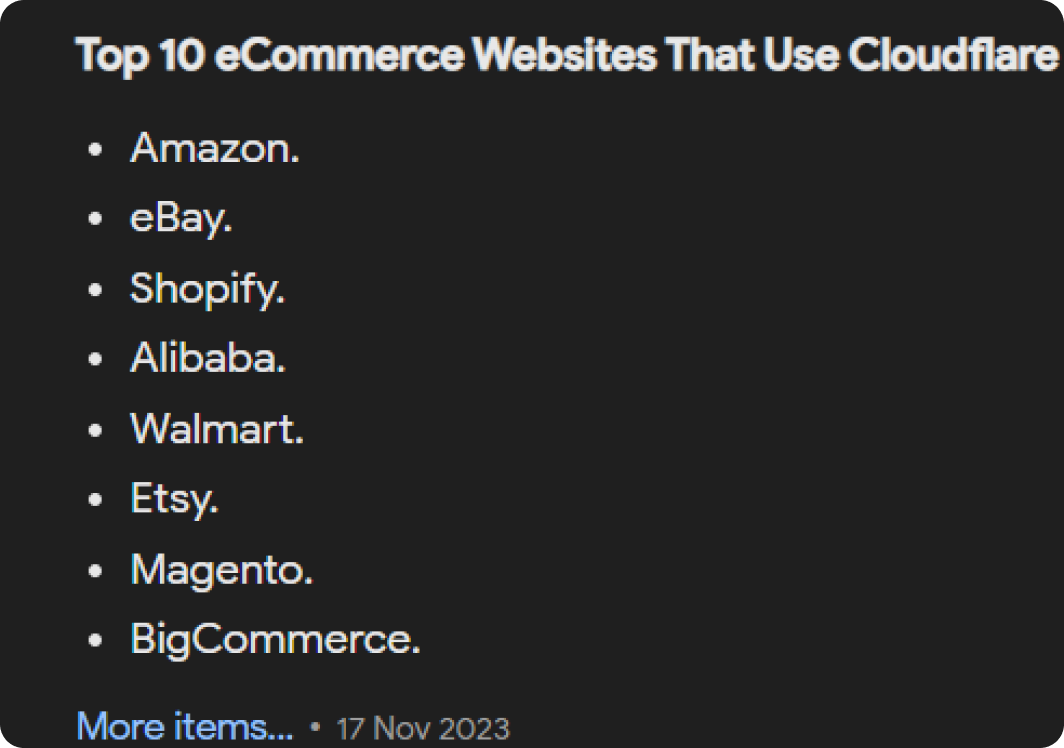 Top 10 eCommerce Websites That Use Cloudflare
• Amazon.
• eBay.
• Shopify.
• Alibaba.
• Walmart.
• Etsy.
• Magento.
• BigCommerce.
More items... • 17 Nov 2023